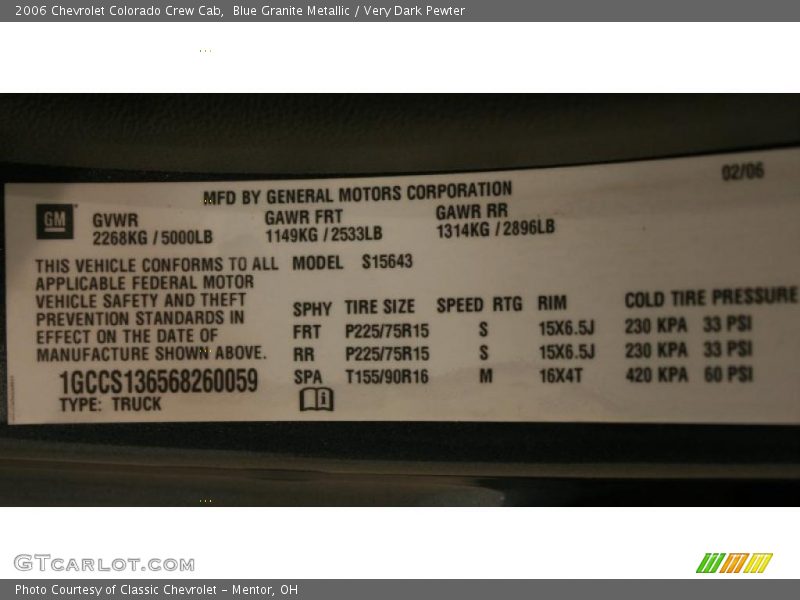 2006 Chevrolet Colorado Crew Cab,  Blue Granite Metallic / Very Dark Pewter
02/06
MFD BY GENERAL MOTORS CORPORATION
GM
GVWR GAWR FRT GAWR RR
2268KG / 5000LB 1149KG / 2533LB 1314KG / 2896LB
THIS VEHICLE CONFORMS TO ALL MODEL S15643
APPLICABLE FEDERAL MOTOR
VEHICLE SAFETY AND THEFT
PREVENTION STANDARDS IN
EFFECT ON THE DATE OF
MANUFACTURE SHOWN ABOVE.
SPHY TIRE SIZE SPEED RTG RIM COLD TIRE PRESSURE
FRT P225/75R15 S 15X6.5J 230 KPA 33 PSI
RR P225/75R15 S 15X6.5J 230 KPA 33 PSI
SPA T155/90R16 M 16X4T 420 KPA 60 PSI
1GCCS136568260059
TYPE: TRUCK
GTCARLOT.COM
Photo Courtesy of Classic Chevrolet - Mentor, OH